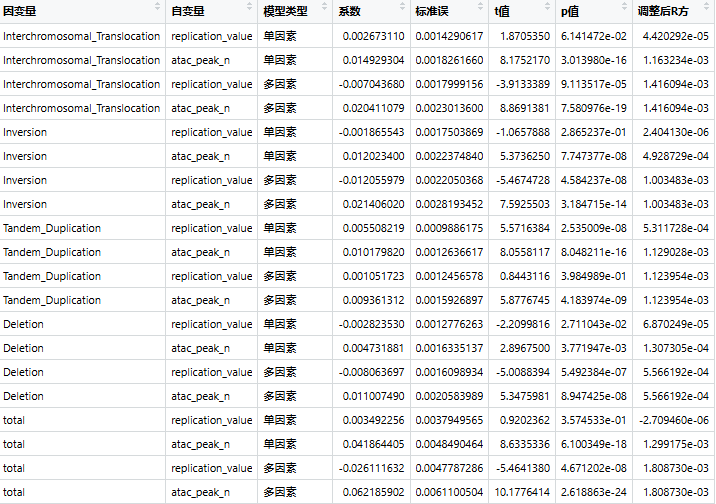 因变量 自变量 模型类型 系数 标准误 t值 p值 调整后R方
Interchromosomal_Translocation replication_value 单因素 0.002673110 0.0014290617 1.8705350 6.141472e-02 4.420292e-05
Interchromosomal_Translocation atac_peak_n 单因素 0.014929304 0.0018261660 8.1752170 3.013980e-16 1.163234e-03
Interchromosomal_Translocation replication_value 多因素 -0.007043680 0.0017999156 -3.9133389 9.113517e-05 1.416094e-03
Interchromosomal_Translocation atac_peak_n 多因素 0.020411079 0.0023013600 8.8691381 7.580976e-19 1.416094e-03
Inversion replication_value 单因素 -0.001865543 0.0017503869 -1.0657888 2.865237e-01 2.404130e-06
Inversion atac_peak_n 单因素 0.012023400 0.0022374840 5.3736250 7.747377e-08 4.928729e-04
Inversion replication_value 多因素 -0.012055979 0.0022050368 -5.4674728 4.584237e-08 1.003483e-03
Inversion atac_peak_n 多因素 0.021406020 0.0028193452 7.5925503 3.184715e-14 1.003483e-03
Tandem_Duplication replication_value 单因素 0.005508219 0.0009886175 5.5716384 2.535009e-08 5.311728e-04
Tandem_Duplication atac_peak_n 单因素 0.010179820 0.0012636617 8.0558117 8.048211e-16 1.129028e-03
Tandem_Duplication replication_value 多因素 0.001051723 0.0012456578 0.8443116 3.984989e-01 1.123954e-03
Tandem_Duplication atac_peak_n 多因素 0.009361312 0.0015926897 5.8776745 4.183974e-09 1.123954e-03
Deletion replication_value 单因素 -0.002823530 0.0012776263 -2.2099816 2.711043e-02 6.870249e-05
Deletion atac_peak_n 单因素 0.004731881 0.0016335137 2.8967500 3.771947e-03 1.307305e-04
Deletion replication_value 多因素 -0.008063697 0.0016098934 -5.0088394 5.492384e-07 5.566192e-04
Deletion atac_peak_n 多因素 0.011007490 0.0020583989 5.3475981 8.947425e-08 5.566192e-04
total replication_value 单因素 0.003492256 0.0037949565 0.9202362 3.574533e-01 -2.709460e-06
total atac_peak_n 单因素 0.041864405 0.0048490464 8.6335336 6.100349e-18 1.299175e-03
total replication_value 多因素 -0.026111632 0.0047787286 -5.4641380 4.671202e-08 1.808730e-03
total atac_peak_n 多因素 0.062185902 0.0061100504 10.1776414 2.618863e-24 1.808730e-03